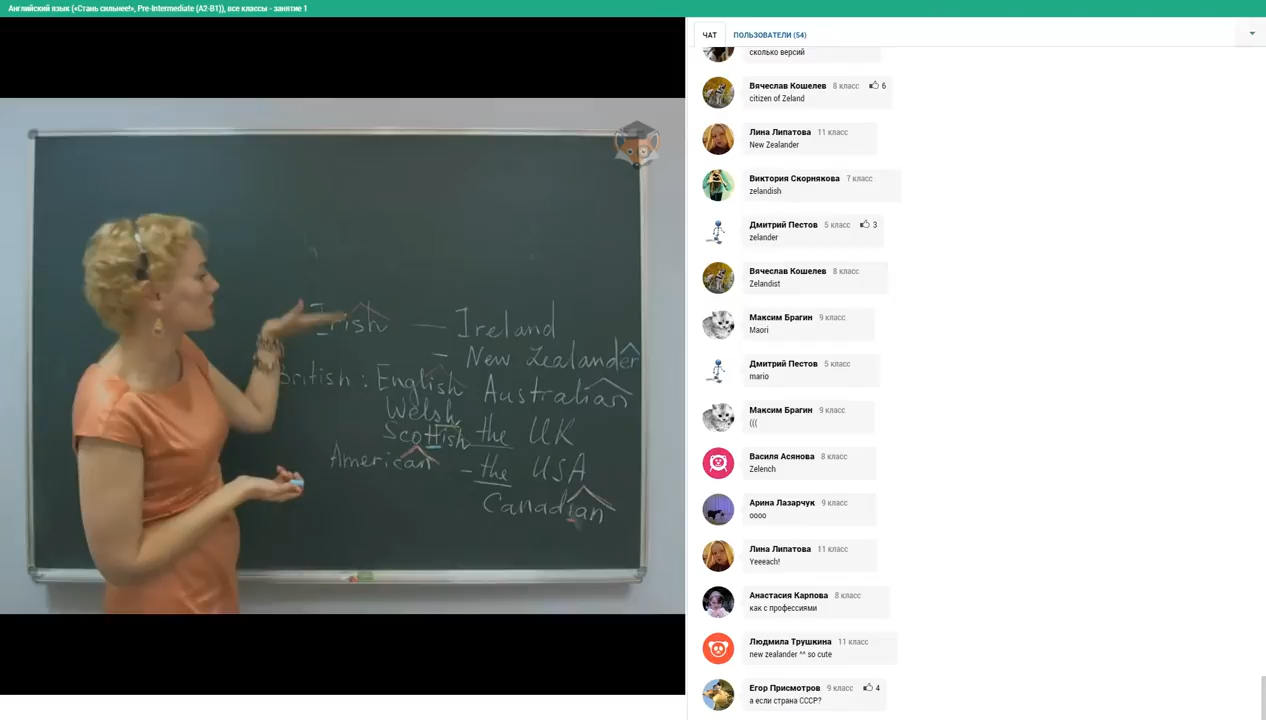 Английский язык («Стань сильнее!», Pre-Intermediate (A2-B1)), все классы - занятие 1
Irish — Ireland
– New Zealander
British : English Australian
Welsh
Scottish the UK
American – the USA
Canadian
ЧАТ ПОЛЬЗОВАТЕЛИ (54)
сколько версий
Вячеслав Кошелев 8 класс 6
citizen of Zeland
Лина Липатова 11 класс
New Zealander
Виктория Скорнякова 7 класс
zelandish
Дмитрий Пестов 5 класс 3
zelander
Вячеслав Кошелев 8 класс
Zelandist
Максим Брагин 9 класс
Maori
Дмитрий Пестов 5 класс
mario
Максим Брагин 9 класс
(((
Василя Асянова 8 класс
Zelench
Арина Лазарчук 9 класс
oooo
Лина Липатова 11 класс
Yeeeach!
Анастасия Карпова 8 класс
как с профессиями
Людмила Трушкина 11 класс
new zealander ^^ so cute
Егор Присмотров 9 класс 4
а если страна СССР?